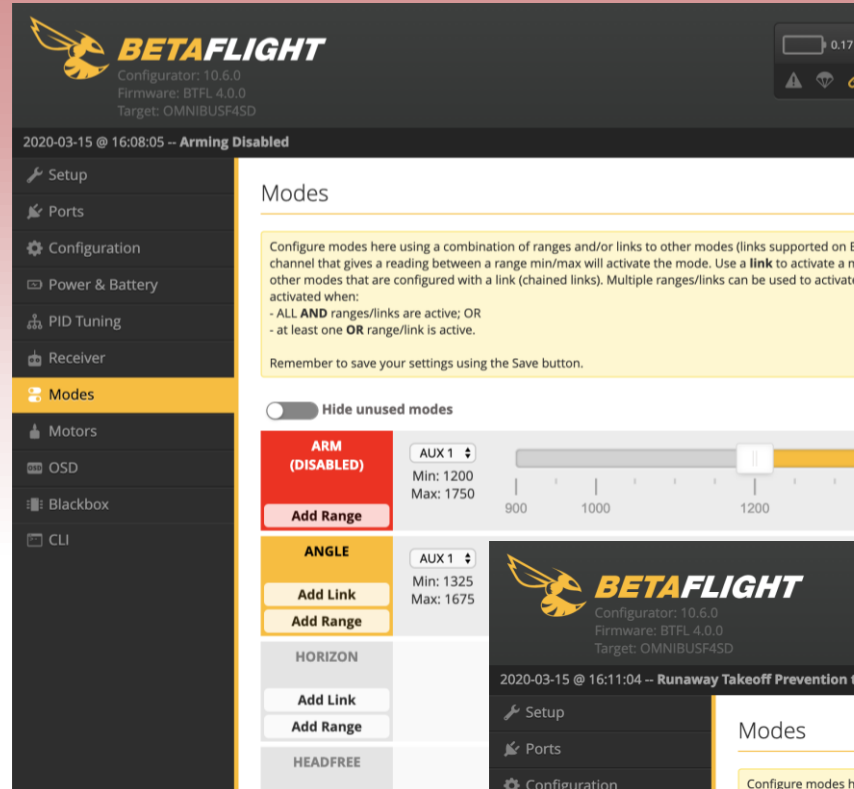 BETAFLIGHT
Configurator: 10.6.0
Firmware: BTFL 4.0.0
Target: OMNIBUSF4SD
0.17
2020-03-15 @ 16:08:05 -- Arming Disabled
Setup
Ports
Configuration
Power & Battery
PID Tuning
Receiver
Modes
Motors
OSD
Blackbox
CLI
Modes
Configure modes here using a combination of ranges and/or links to other modes (links supported on
channel that gives a reading between a range min/max will activate the mode. Use a link to activate a
other modes that are configured with a link (chained links). Multiple ranges/links can be used to activate
activated when:
- ALL AND ranges/links are active; OR
- at least one OR range/link is active.
Remember to save your settings using the Save button.
Hide unused modes
ARM
(DISABLED)
Add Range
AUX 1
Min: 1200
Max: 1750
900 1000 1200
ANGLE
Add Link
Add Range
AUX 1
Min: 1325
Max: 1675
HORIZON
Add Link
Add Range
HEADFREE
BETAFLIGHT
Configurator: 10.6.0
Firmware: BTFL 4.0.0
Target: OMNIBUSF4SD
2020-03-15 @ 16:11:04 -- Runaway Takeoff Prevention
Setup
Ports
Configuration
Modes
Configure modes